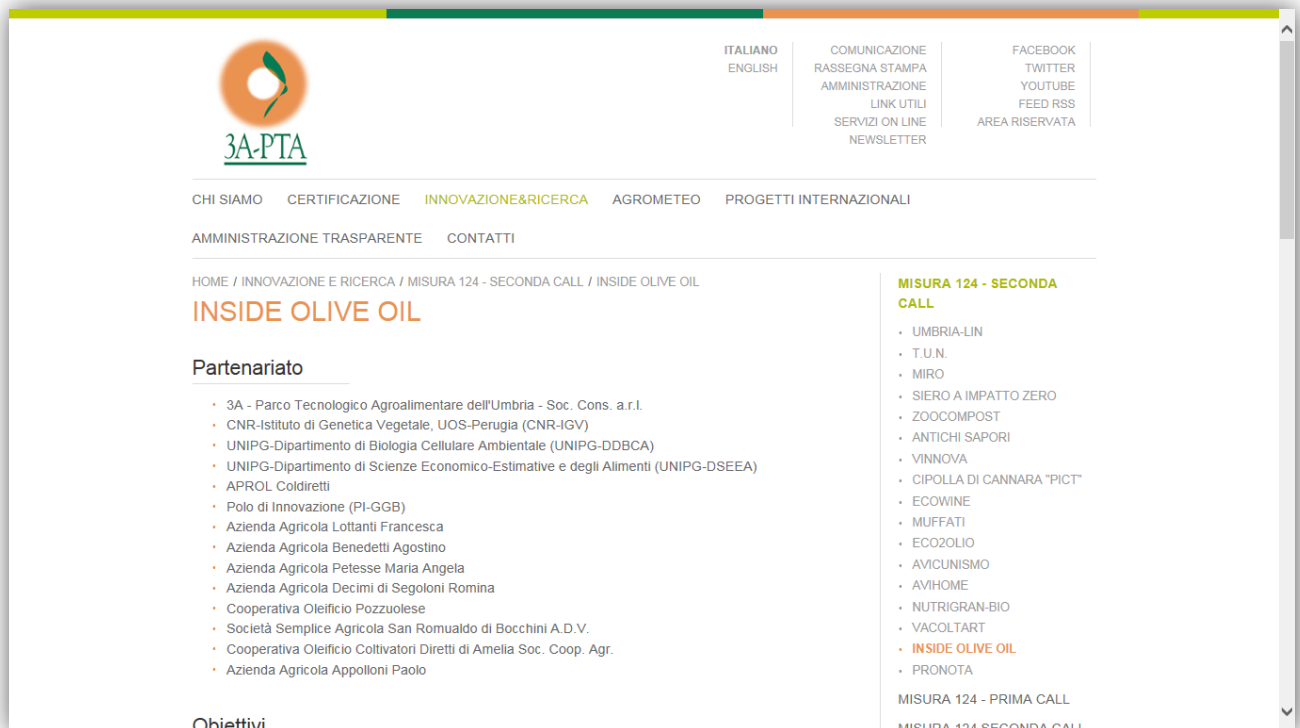 3A-PTA
ITALIANO
ENGLISH
COMUNICAZIONE
RASSEGNA STAMPA
AMMINISTRAZIONE
LINK UTILI
SERVIZI ON LINE
NEWSLETTER
FACEBOOK
TWITTER
YOUTUBE
FEED RSS
AREA RISERVATA
CHI SIAMO CERTIFICAZIONE INNOVAZIONE&RICERCA AGROMETEO PROGETTI INTERNAZIONALI
AMMINISTRAZIONE TRASPARENTE CONTATTI
HOME / INNOVAZIONE E RICERCA / MISURA 124 - SECONDA CALL / INSIDE OLIVE OIL
INSIDE OLIVE OIL
Partenariato
3A - Parco Tecnologico Agroalimentare dell'Umbria - Soc. Cons. a.r.l.
CNR-Istituto di Genetica Vegetale, UOS-Perugia (CNR-IGV)
UNIPG-Dipartimento di Biologia Cellulare Ambientale (UNIPG-DDBCA)
UNIPG-Dipartimento di Scienze Economico-Estimative e degli Alimenti (UNIPG-DSEEA)
APROL Coldiretti
Polo di Innovazione (PI-GGB)
Azienda Agricola Lottanti Francesca
Azienda Agricola Benedetti Agostino
Azienda Agricola Petesse Maria Angela
Azienda Agricola Decimi di Segoloni Romina
Cooperativa Oleificio Pozzuolese
Società Semplice Agricola San Romualdo di Bocchini A.D.V.
Cooperativa Oleificio Coltivatori Diretti di Amelia Soc. Coop. Agr.
Azienda Agricola Appolloni Paolo
Obiettivi
MISURA 124 - SECONDA
CALL
UMBRIA-LIN
T.U.N.
MIRO
SIERO A IMPATTO ZERO
ZOOCOMPOST
ANTICHI SAPORI
VINNOVA
CIPOLLA DI CANNARA "PICT"
ECOWINE
MUFFATI
ECO2OLIO
AVICUNISMO
AVIHOME
NUTRIGRAN-BIO
VACOLTART
INSIDE OLIVE OIL
PRONOTA
MISURA 124 - PRIMA CALL
MISURA 124 SECONDA CALL